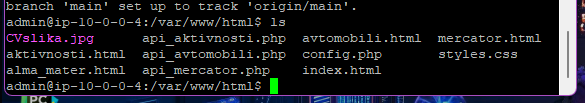 branch 'main' set up to track 'origin/main'.
admin@ip-10-0-0-4:/var/www/html$ ls
CVslika.jpg api_aktivnosti.php avtomobili.html mercator.html
aktivnosti.html api_avtomobili.php config.php styles.css
alma_mater.html api_mercator.php index.html
admin@ip-10-0-0-4:/var/www/html$
PC